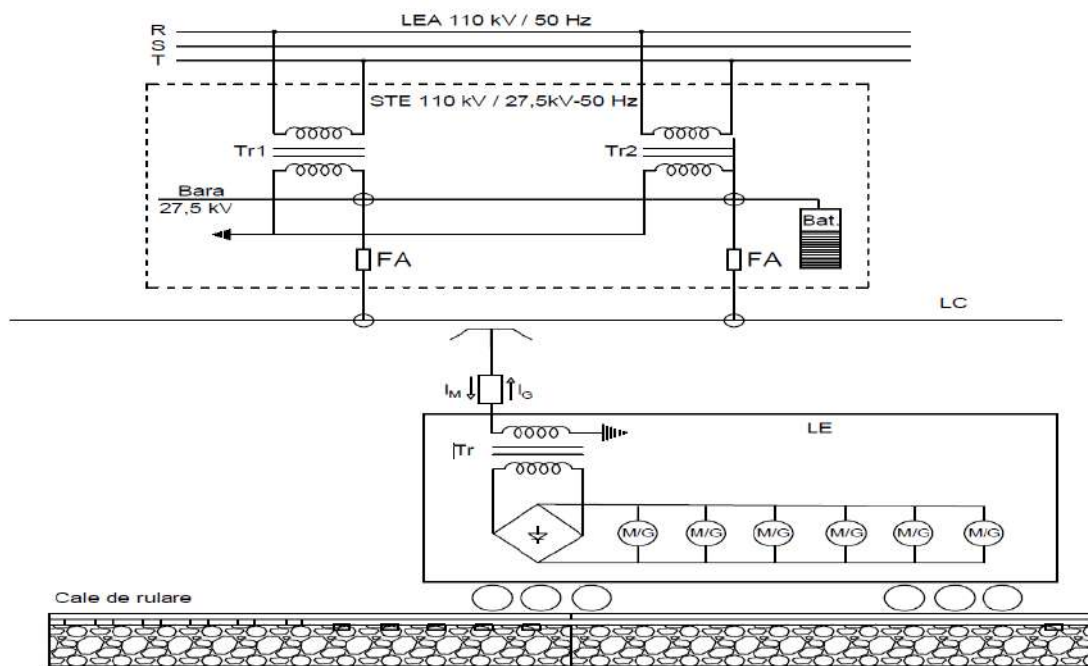 LEA 110 kV / 50 Hz
R
S
T
STE 110 kV / 27,5kV-50 Hz
Tr1
Tr2
Bara
27,5 kV
Bat.
FA
FA
LC
IM
IG
LE
Tr
M/G
M/G
M/G
M/G
M/G
M/G
Cale de rulare